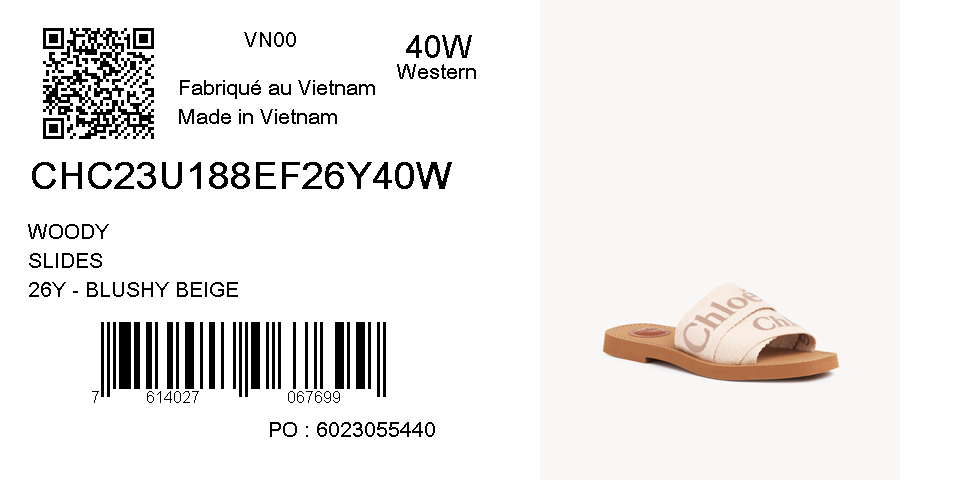 VN00
40W
Western
Fabriqué au Vietnam
Made in Vietnam
CHC23U188EF26Y40W
WOODY
SLIDES
26Y - BLUSHY BEIGE
7 614027 067699
PO : 6023055440
Chloé
Ch